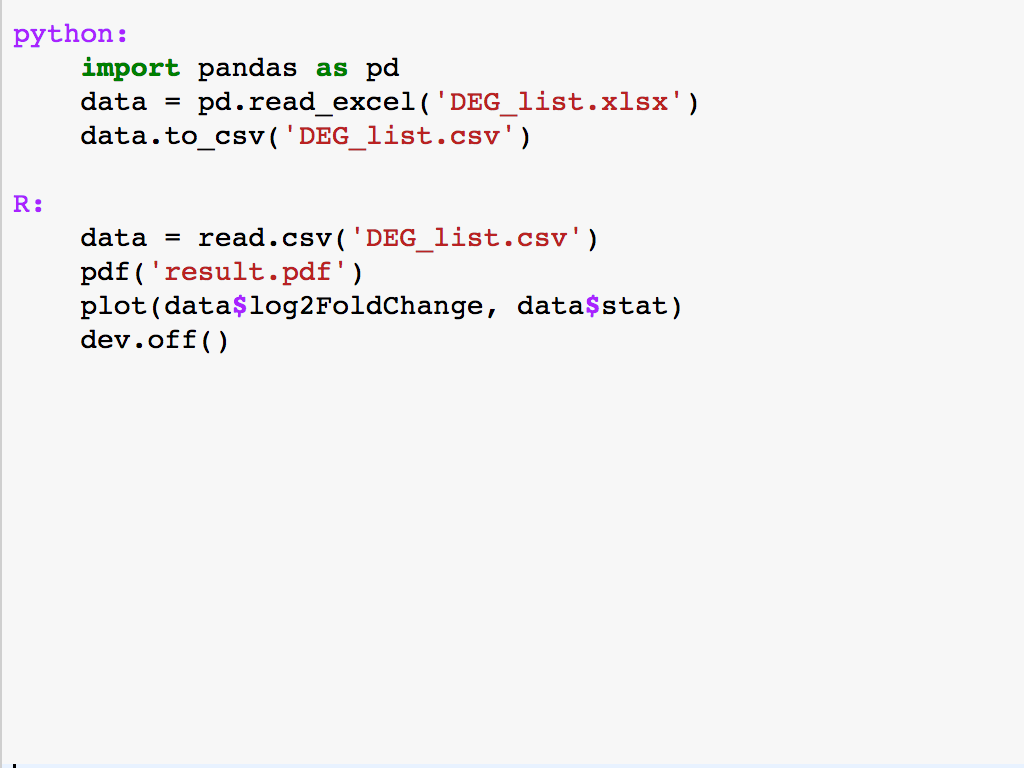 python:
    import pandas as pd
    data = pd.read_excel('DEG_list.xlsx')
    data.to_csv('DEG_list.csv')
R:
    data = read.csv('DEG_list.csv')
    pdf('result.pdf')
    plot(data$log2FoldChange, data$stat)
    dev.off()